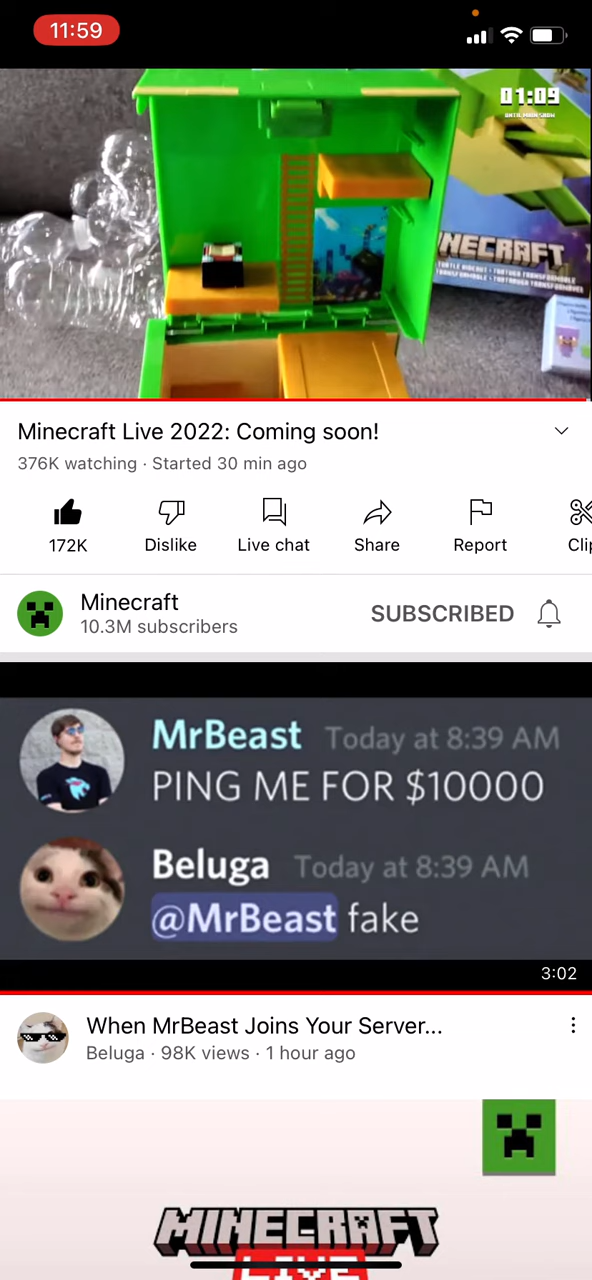 11:59
01:09
UNTIL MAIN SHOW
MINECRAFT
Minecraft Live 2022: Coming soon!
376K watching · Started 30 min ago
172K
Dislike
Live chat
Share
Report
Clip
Minecraft
10.3M subscribers
SUBSCRIBED
MrBeast Today at 8:39 AM
PING ME FOR $10000
Beluga Today at 8:39 AM
@MrBeast fake
3:02
When MrBeast Joins Your Server...
Beluga · 98K views · 1 hour ago
MINECRAFT
LIVE